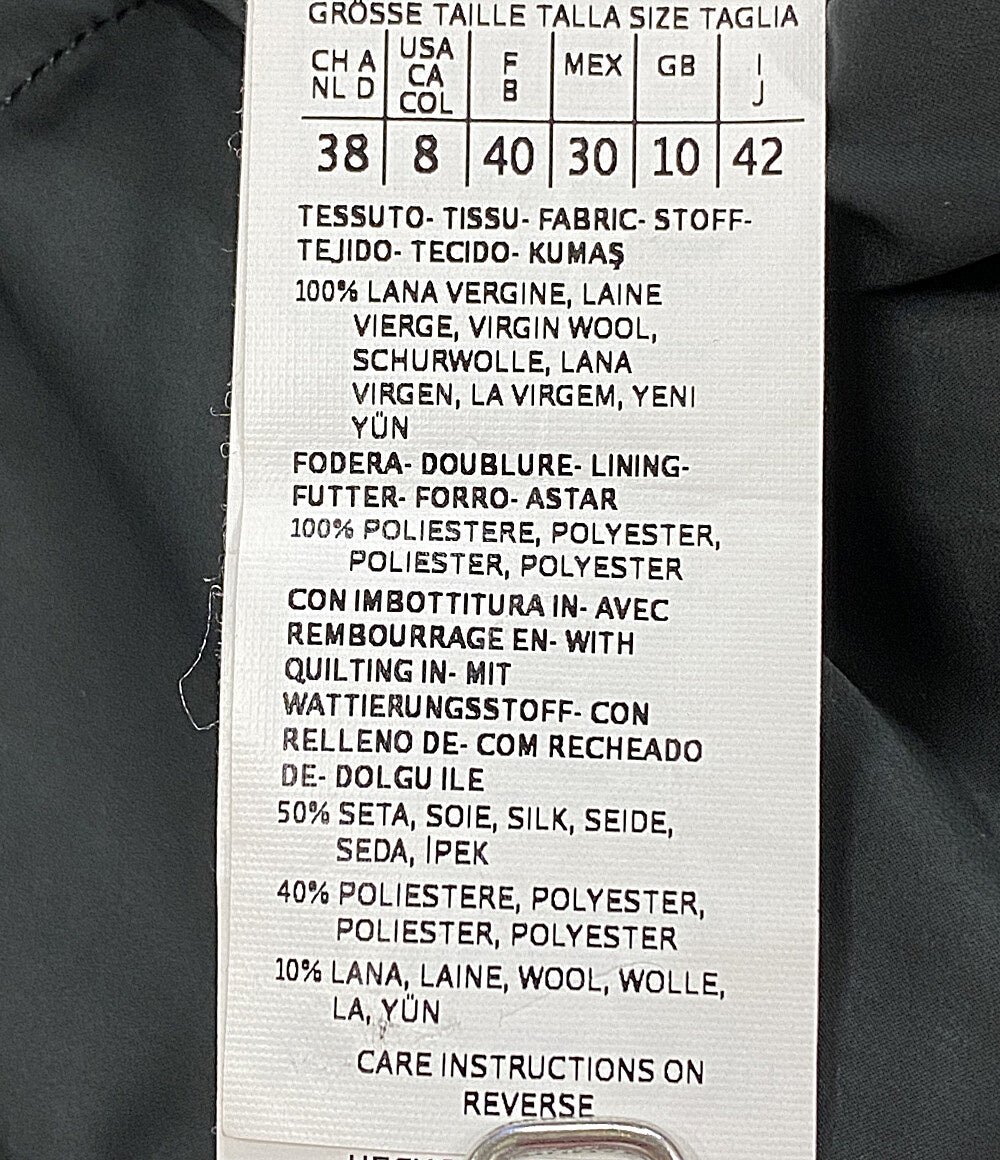 GRÖSSE TAILLE TALLA SIZE TAGLIA
CH A NL D USA CA COL F B MEX GB I J
38 8 40 30 10 42
TESSUTO- TISSU- FABRIC- STOFF-
TEJIDO- TECIDO- KUMAŞ
100% LANA VERGINE, LAINE
VIERGE, VIRGIN WOOL,
SCHURWOLLE, LANA
VIRGEN, LA VIRGEM, YENI
YÜN
FODERA- DOUBLURE- LINING-
FUTTER- FORRO- ASTAR
100% POLIESTERE, POLYESTER,
POLIESTER, POLYESTER
CON IMBOTTITURA IN- AVEC
REMBOURRAGE EN- WITH
QUILTING IN- MIT
WATTIERUNGSSTOFF- CON
RELLENO DE- COM RECHEADO
DE- DOLGU ILE
50% SETA, SOIE, SILK, SEIDE,
SEDA, İPEK
40% POLIESTERE, POLYESTER,
POLIESTER, POLYESTER
10% LANA, LAINE, WOOL, WOLLE,
LA, YÜN
CARE INSTRUCTIONS ON
REVERSE